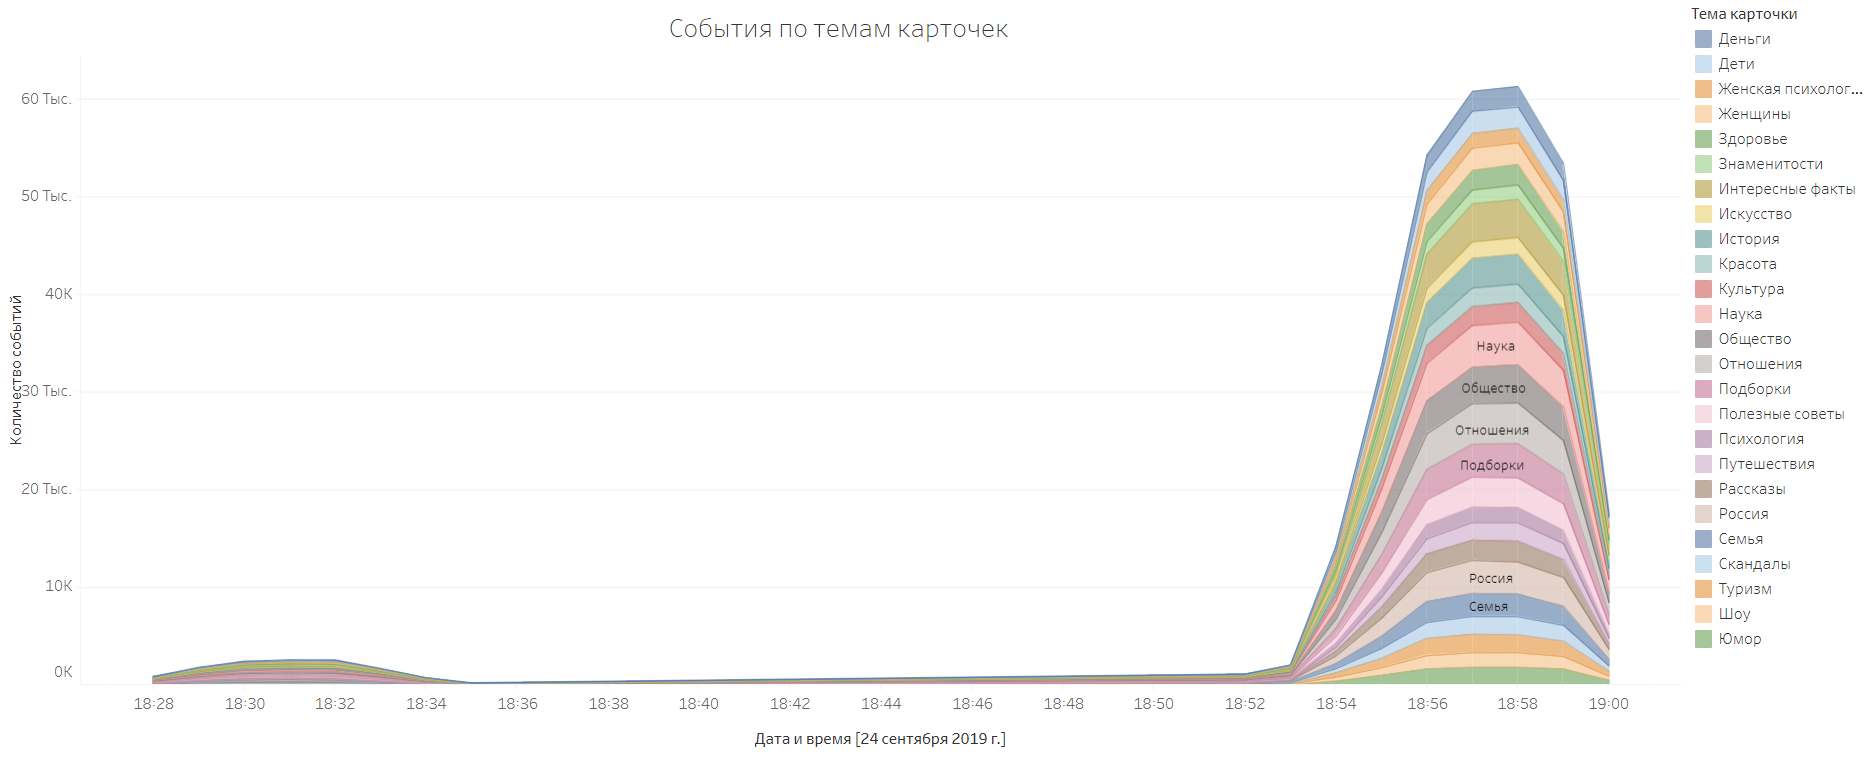 События по темам карточек
Тема карточки
Деньги
Дети
Женская психолог...
Женщины
Здоровье
Знаменитости
Интересные факты
Искусство
История
Красота
Культура
Наука
Общество
Отношения
Подборки
Полезные советы
Психология
Путешествия
Рассказы
Россия
Семья
Скандалы
Туризм
Шоу
Юмор
Количество событий
60 Тыс.
50 Тыс.
40K
30 Тыс.
20 Тыс.
10K
0K
Наука
Общество
Отношения
Подборки
Россия
Семья
18:28 18:30 18:32 18:34 18:36 18:38 18:40 18:42 18:44 18:46 18:48 18:50 18:52 18:54 18:56 18:58 19:00
Дата и время [24 сентября 2019 г.]